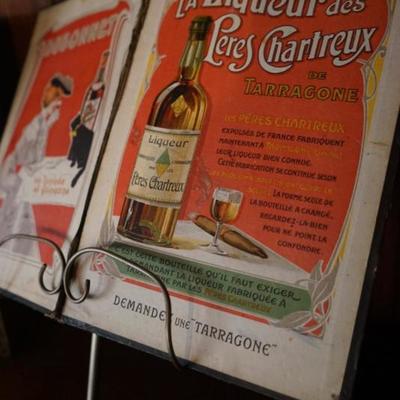 LA LIQUEUR DES
PÈRES CHARTREUX
DE
TARRAGONE
LES PÈRES CHARTREUX
EXPULSÉS DE FRANCE FABRIQUENT
MAINTENANT À TARRAGONE
LEUR LIQUEUR BIEN CONNUE.
CETTE FABRICATION SE CONTINUE SELON
LA FORME SEULE DE
LA BOUTEILLE A CHANGÉ,
REGARDEZ-LA BIEN
POUR NE POINT LA
CONFONDRE.
Liqueur
Pères Chartreux
C'EST CETTE BOUTEILLE QU'IL FAUT EXIGER
DEMANDANT LA LIQUEUR FABRIQUÉE À
PAR LES PÈRES CHARTREUX
DEMANDEZ UNE "TARRAGONE"
DUBONNET